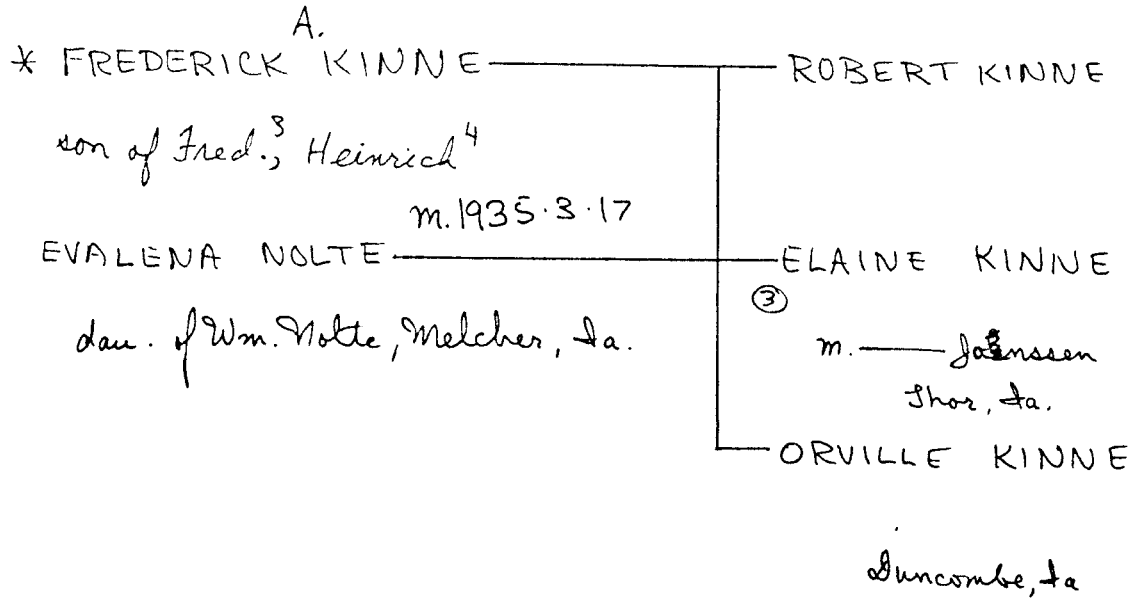 A.
* FREDERICK KINNE
ROBERT KINNE
son of Fred.,³ Heinrich⁴
m. 1935.3.17
EVALENA NOLTE
ELAINE KINNE
③
dau. of Wm. Nolte, Melcher, Ia.
m. —— Janssen
Thor, Ia.
ORVILLE KINNE
Duncombe, Ia